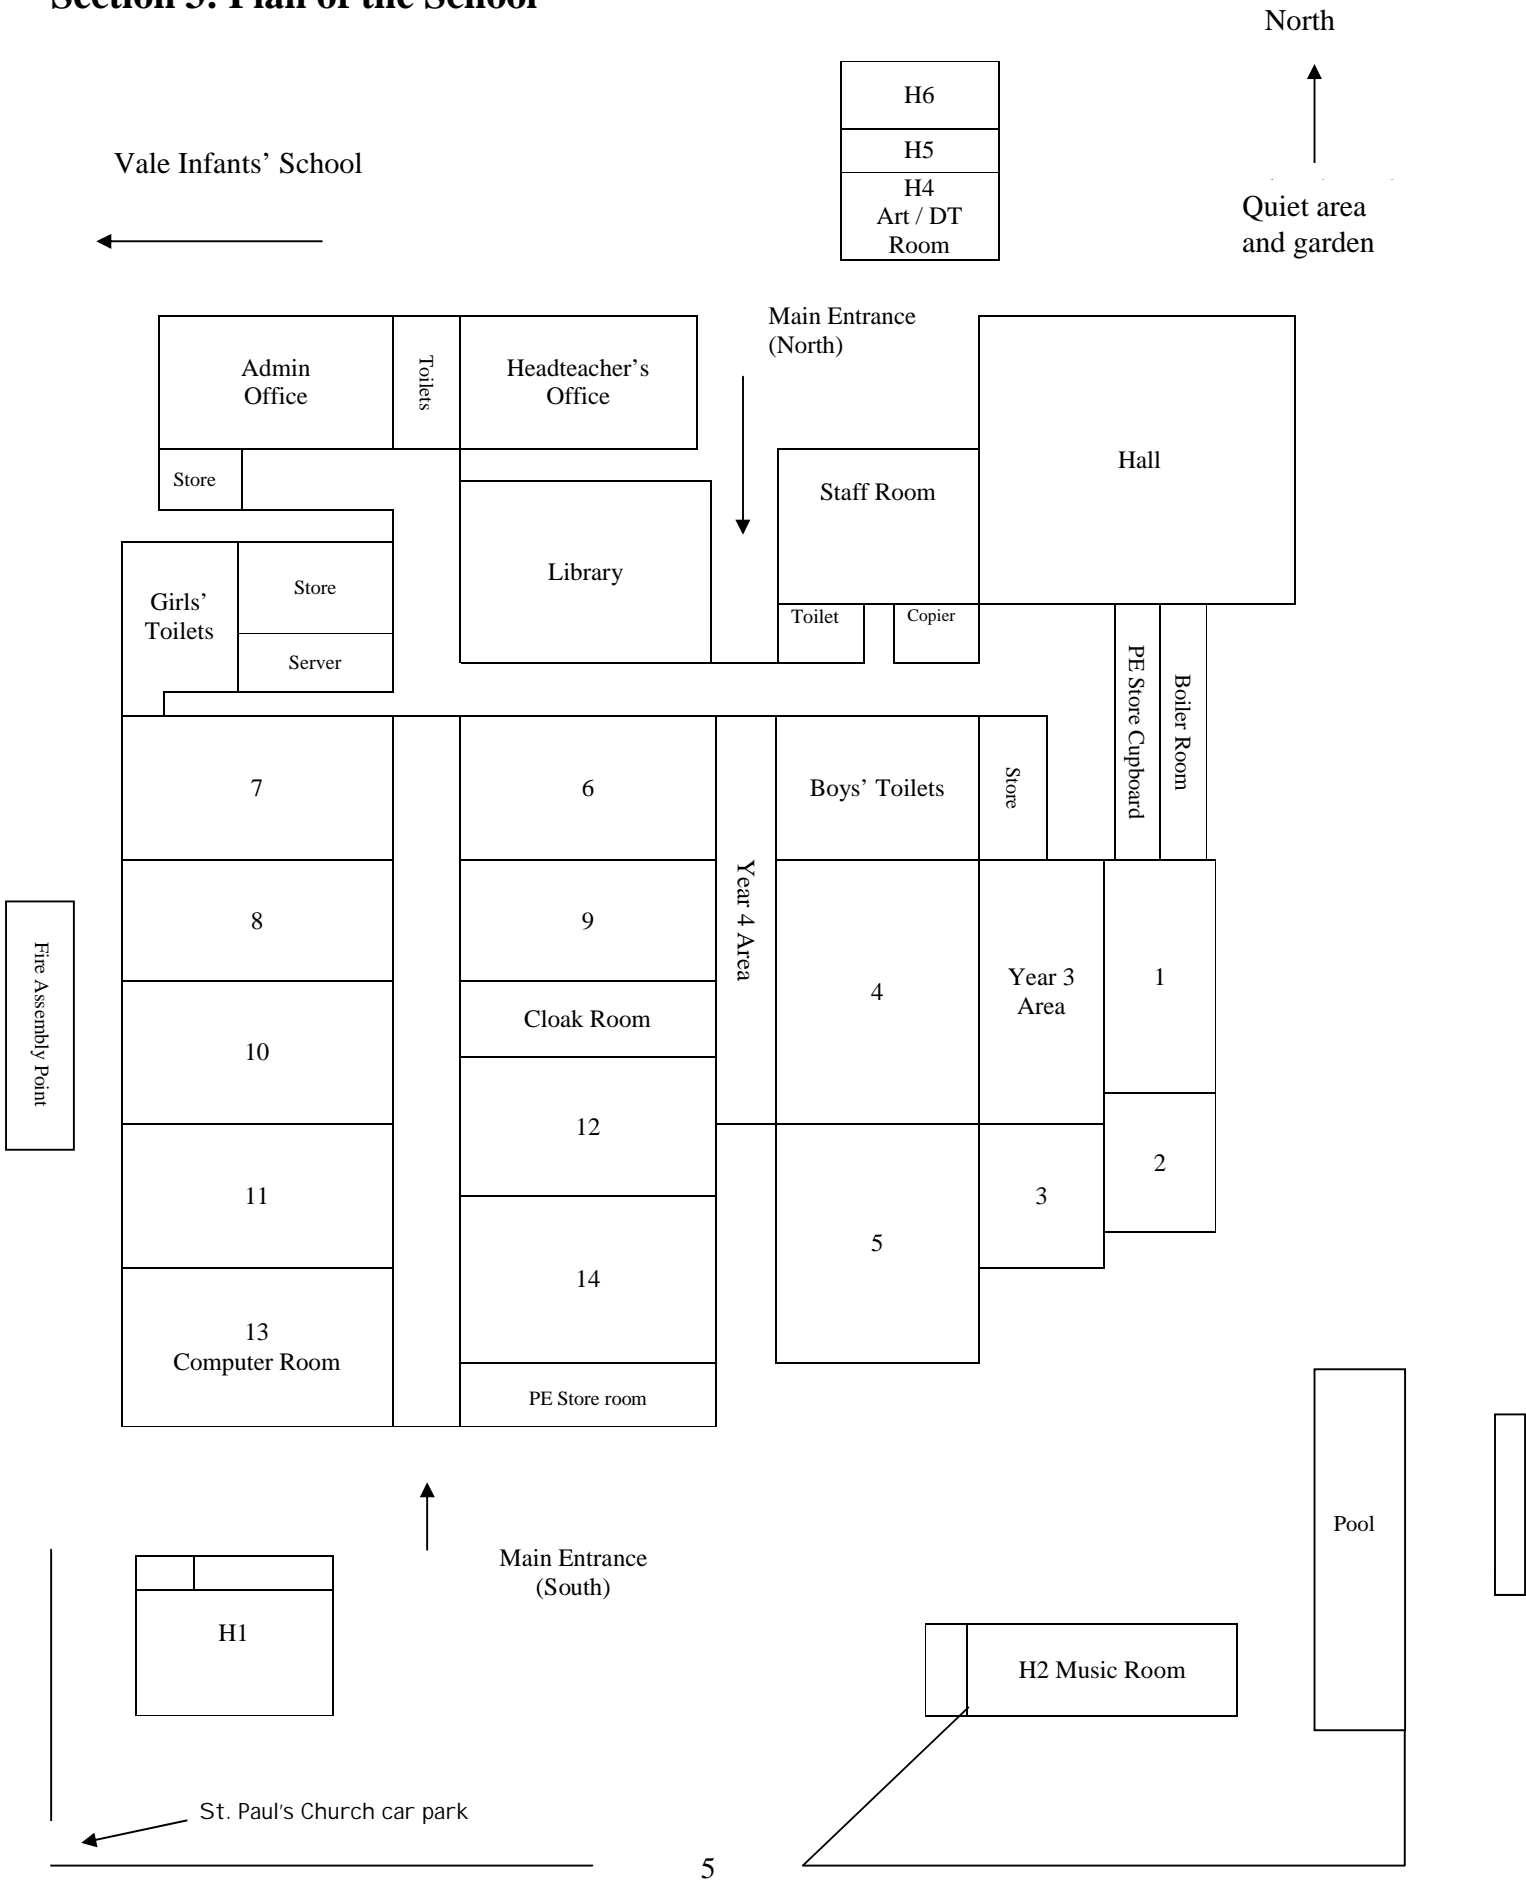 Section 5: Plan of the School
North
H6
H5
Vale Infants’ School
H4
Art / DT
Room
Quiet area
and garden
Main Entrance
(North)
Admin
Office
Toilets
Headteacher’s
Office
Hall
Store
Staff Room
Library
Store
Girls’
Toilets
Toilet
Copier
Server
PE Store Cupboard
Boiler Room
7
6
Boys’ Toilets
Store
Year 4 Area
8
9
Fire Assembly Point
4
Year 3
Area
1
Cloak Room
10
12
2
11
3
5
14
13
Computer Room
PE Store room
Pool
Main Entrance
(South)
H1
H2 Music Room
St. Paul’s Church car park
5